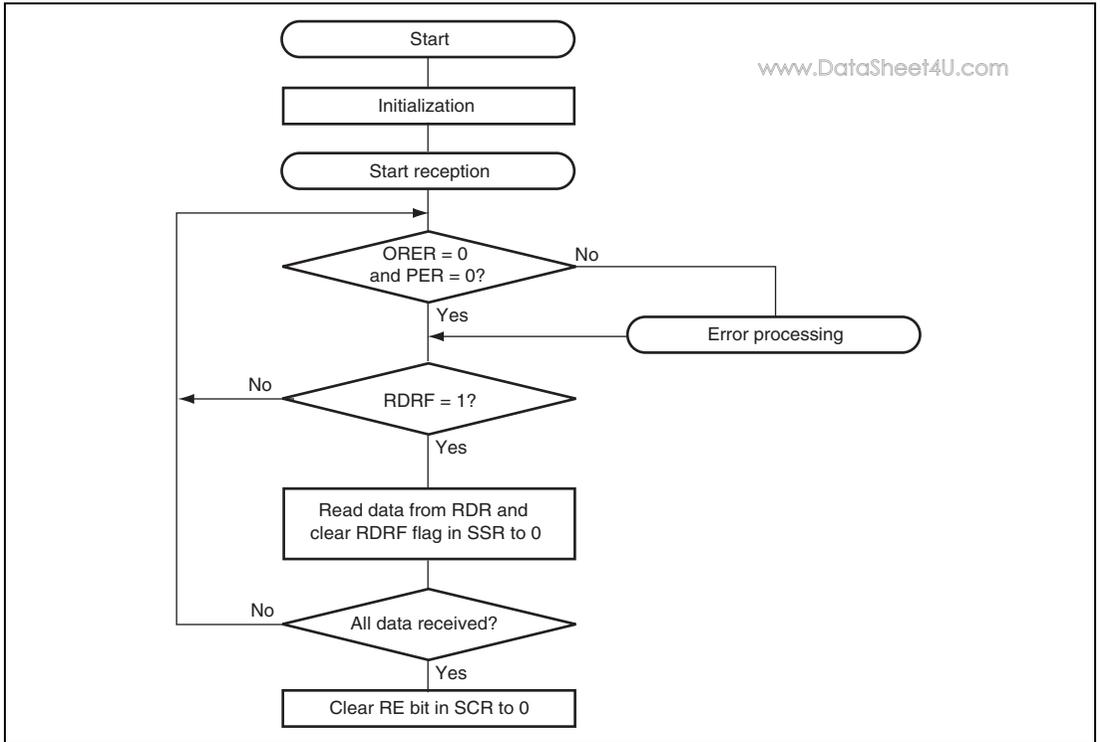 Start
www.DataSheet4U.com
Initialization
Start reception
ORER = 0
and PER = 0?
No
Yes
Error processing
No
RDRF = 1?
Yes
Read data from RDR and
clear RDRF flag in SSR to 0
No
All data received?
Yes
Clear RE bit in SCR to 0